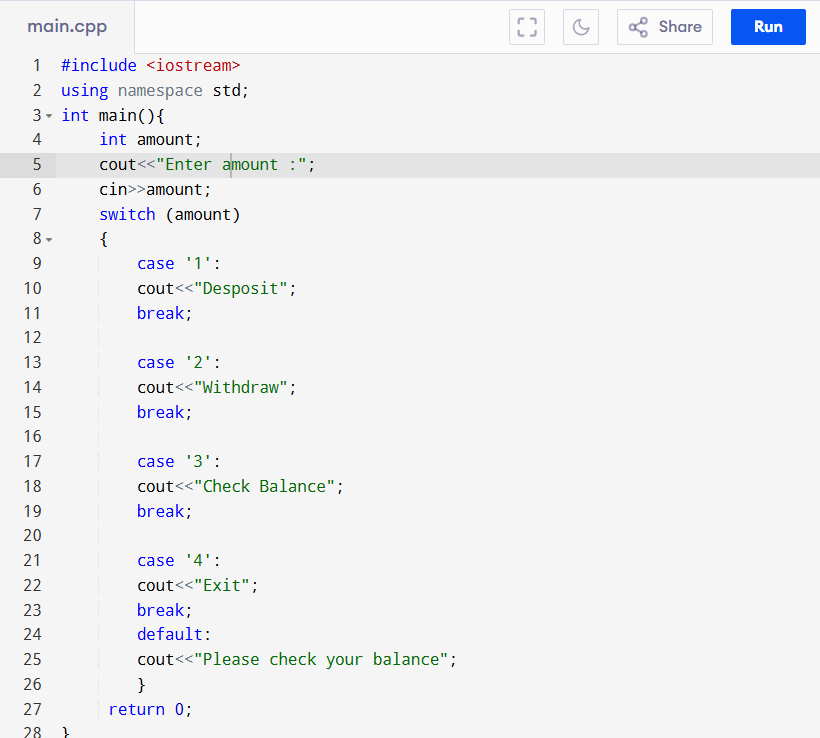 main.cpp
Share
Run
1 #include <iostream>
2 using namespace std;
3 int main(){
4 int amount;
5 cout<<"Enter amount :";
6 cin>>amount;
7 switch (amount)
8 {
9 case '1':
10 cout<<"Desposit";
11 break;
12
13 case '2':
14 cout<<"Withdraw";
15 break;
16
17 case '3':
18 cout<<"Check Balance";
19 break;
20
21 case '4':
22 cout<<"Exit";
23 break;
24 default:
25 cout<<"Please check your balance";
26 }
27 return 0;
28 }